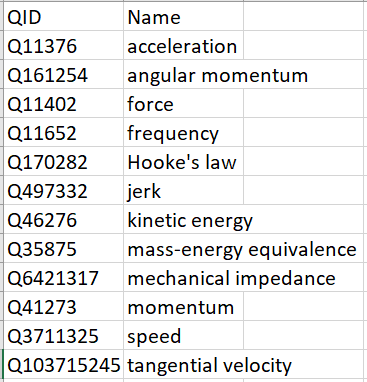 QID Name
Q11376 acceleration
Q161254 angular momentum
Q11402 force
Q11652 frequency
Q170282 Hooke's law
Q497332 jerk
Q46276 kinetic energy
Q35875 mass-energy equivalence
Q6421317 mechanical impedance
Q41273 momentum
Q3711325 speed
Q103715245 tangential velocity